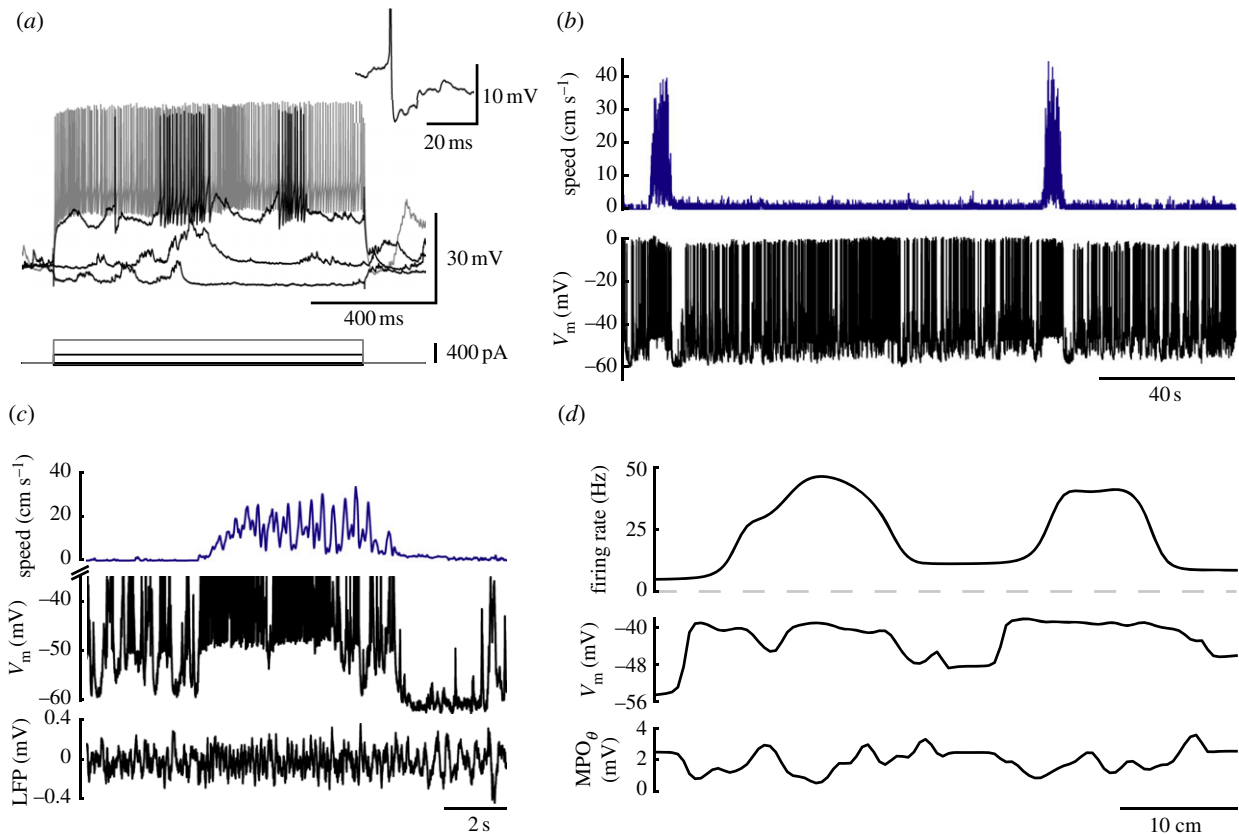 (a)
10 mV
20 ms
30 mV
400 ms
400 pA
(b)
speed (cm s⁻¹)
40
30
20
10
0
Vm (mV)
0
−20
−40
−60
40 s
(c)
speed (cm s⁻¹)
40
20
0
Vm (mV)
−40
−50
−60
LFP (mV)
0.4
0
−0.4
2 s
(d)
firing rate (Hz)
50
25
0
Vm (mV)
−40
−48
−56
MPOθ
(mV)
4
2
0
10 cm